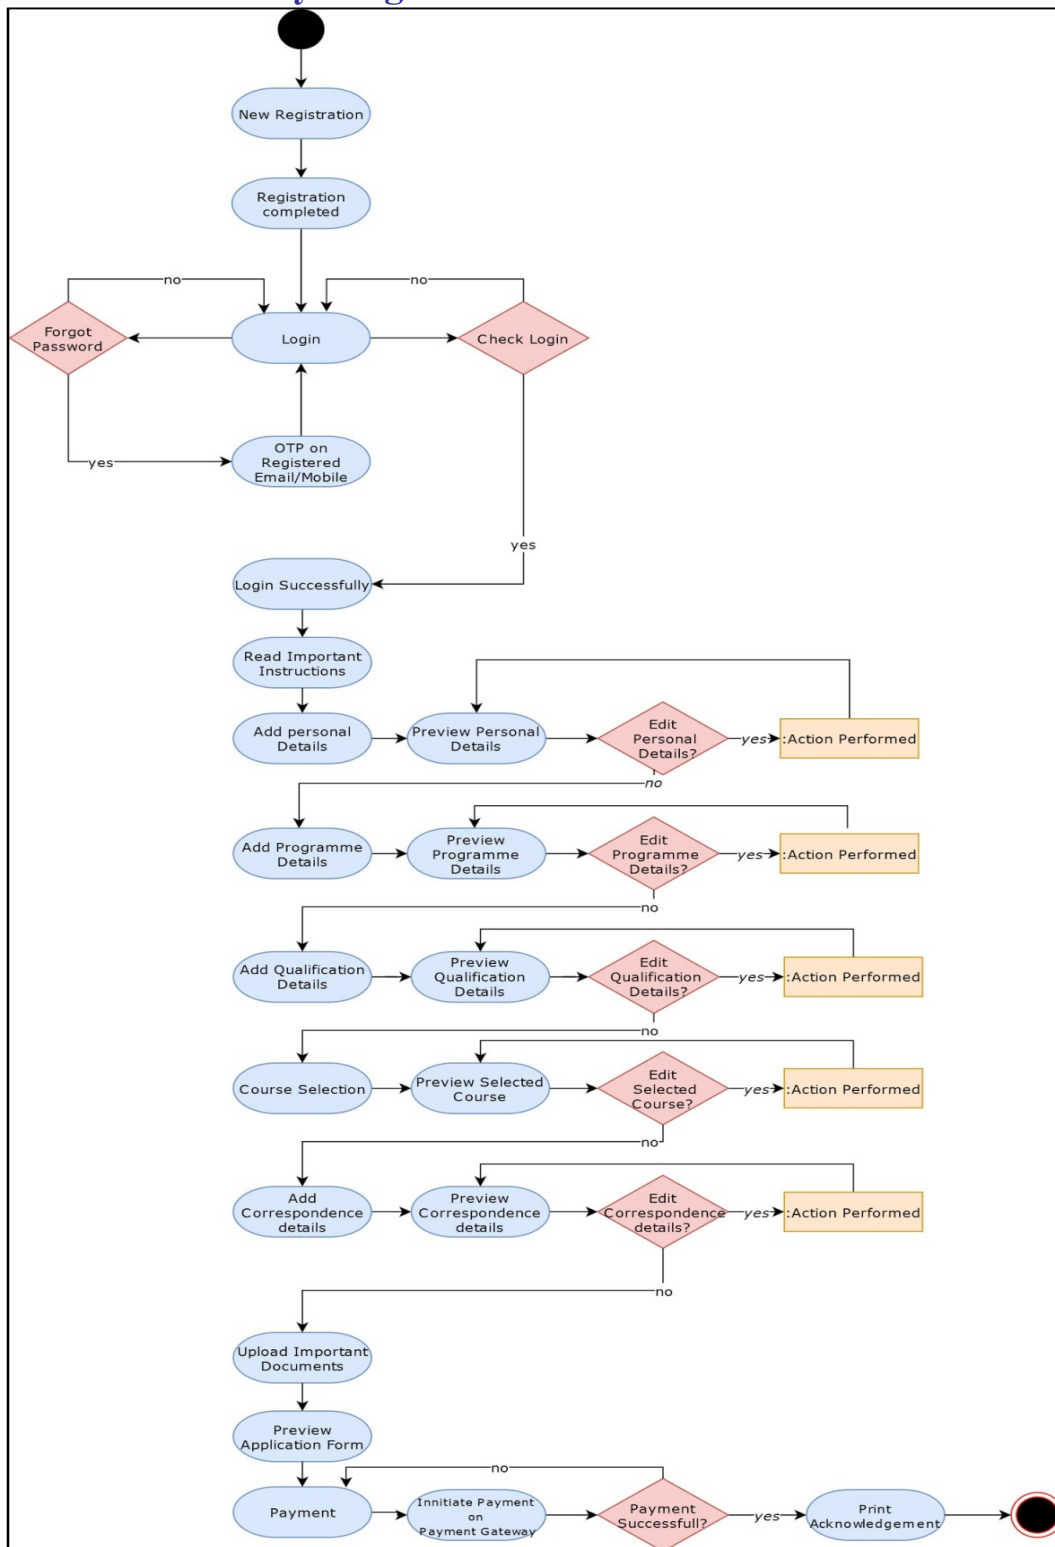 New Registration
Registration
completed
no
no
Forgot
Password
Login
Check Login
OTP on
Registered
Email/Mobile
yes
yes
Login Successfully
Read Important
Instructions
Add personal
Details
Preview Personal
Details
Edit
Personal
Details?
yes
:Action Performed
no
Add Programme
Details
Preview
Programme
Details
Edit
Programme
Details?
yes
:Action Performed
no
Add Qualification
Details
Preview
Qualification
Details
Edit
Qualification
Details?
yes
:Action Performed
no
Course Selection
Preview Selected
Course
Edit
Selected
Course?
yes
:Action Performed
no
Add
Correspondence
details
Preview
Correspondence
details
Edit
Correspondence
details?
yes
:Action Performed
no
Upload Important
Documents
Preview
Application Form
no
Payment
Innitiate Payment
on
Payment Gateway
Payment
Successfull?
yes
Print
Acknowledgement